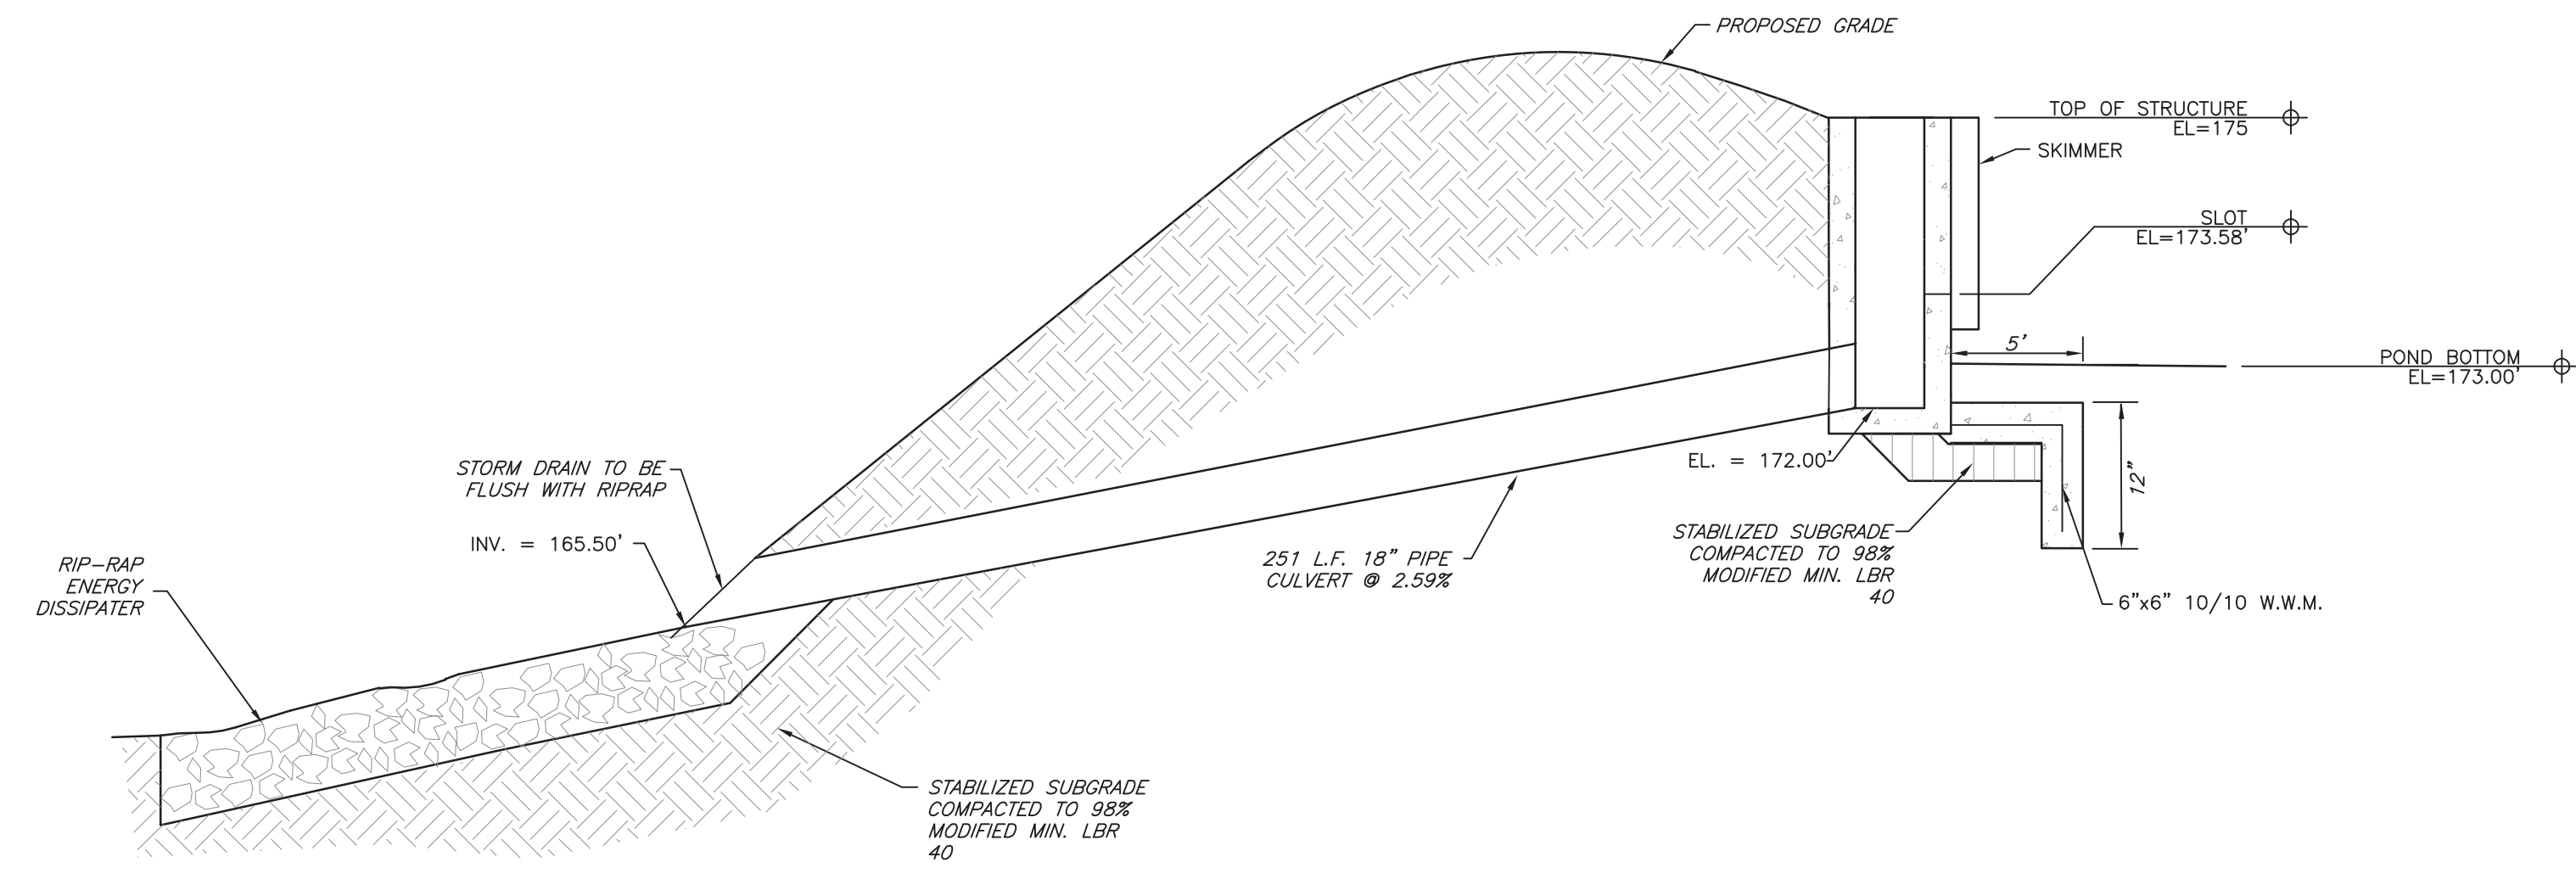 PROPOSED GRADE
TOP OF STRUCTURE
EL=175
SKIMMER
SLOT
EL=173.58'
5'
POND BOTTOM
EL=173.00'
EL. = 172.00'
12"
STABILIZED SUBGRADE
COMPACTED TO 98%
MODIFIED MIN. LBR
40
6"x6" 10/10 W.W.M.
251 L.F. 18" PIPE
CULVERT @ 2.59%
STORM DRAIN TO BE
FLUSH WITH RIPRAP
INV. = 165.50'
RIP-RAP
ENERGY
DISSIPATER
STABILIZED SUBGRADE
COMPACTED TO 98%
MODIFIED MIN. LBR
40